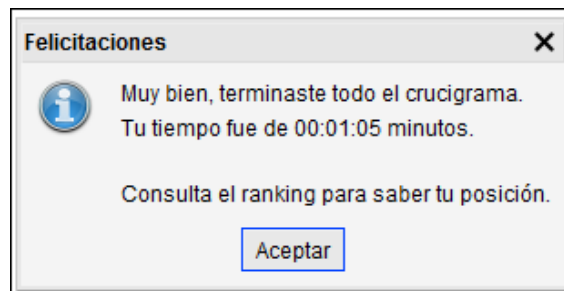 Felicitaciones
Muy bien, terminaste todo el crucigrama.
Tu tiempo fue de 00:01:05 minutos.
Consulta el ranking para saber tu posición.
Aceptar